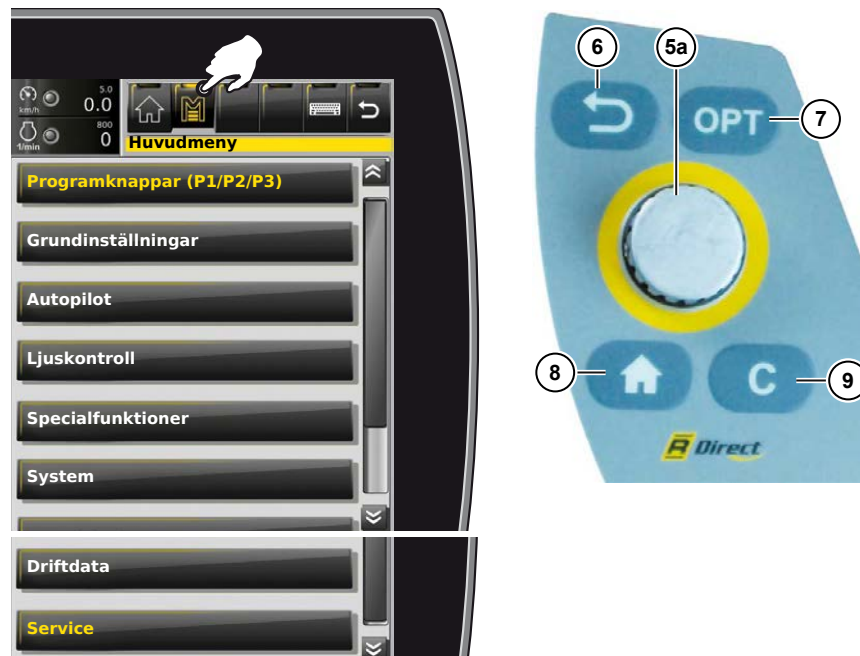 km/h
5.0
0.0
1/min
800
0
Huvudmeny
Programknappar (P1/P2/P3)
Grundinställningar
Autopilot
Ljuskontroll
Specialfunktioner
System
Driftdata
Service
6
5a
OPT
7
8
C
9
R Direct